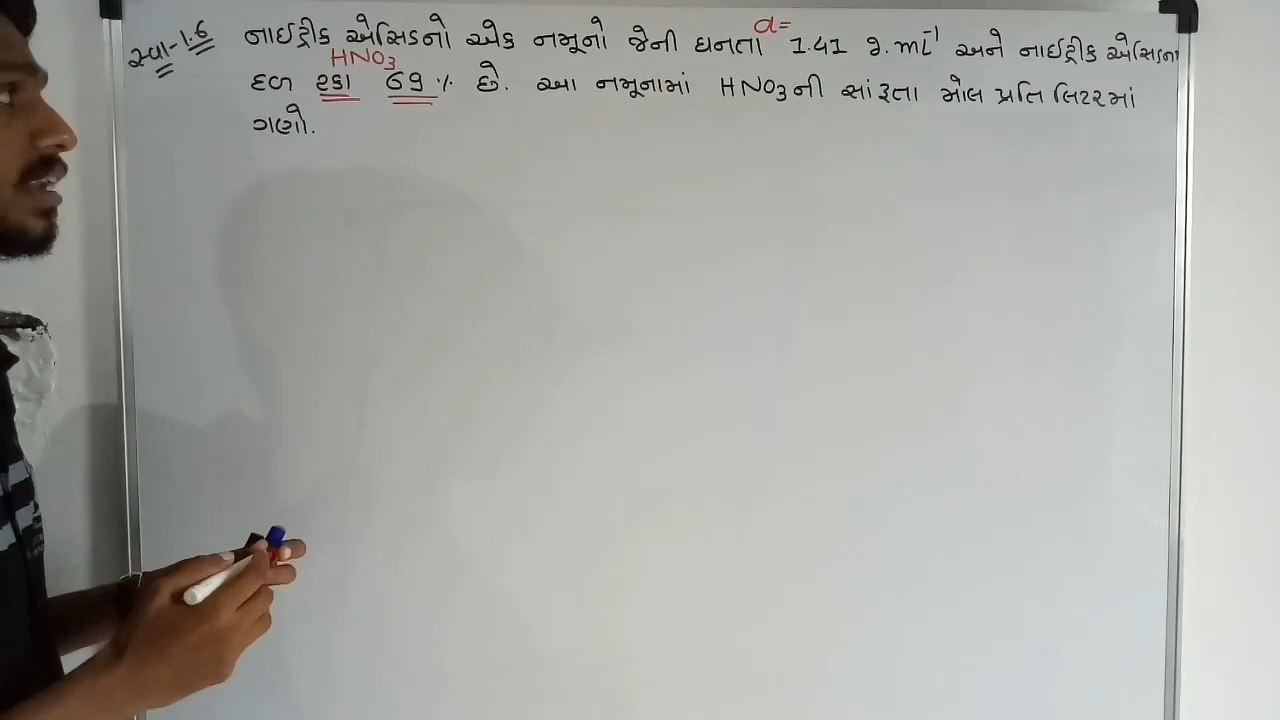 સ્વા-1.6 નાઈટ્રીક એસિડનો એક નમૂનો જેની ઘનતા d= 1.41 ગ્રા.mL⁻¹ અને નાઈટ્રીક એસિડના
HNO₃
દળ ટકા 69 % છે. આ નમૂનામાં HNO₃ની સાંદ્રતા મોલ પ્રતિ લિટરમાં
ગણો.